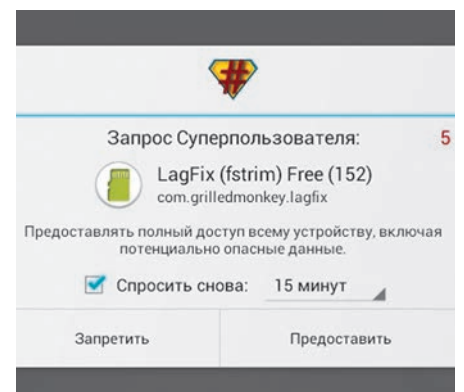 #
Запрос Суперпользователя: 5
LagFix (fstrim) Free (152)
com.grilledmonkey.lagfix
Предоставлять полный доступ всему устройству, включая
потенциально опасные данные.
Спросить снова: 15 минут
Запретить Предоставить